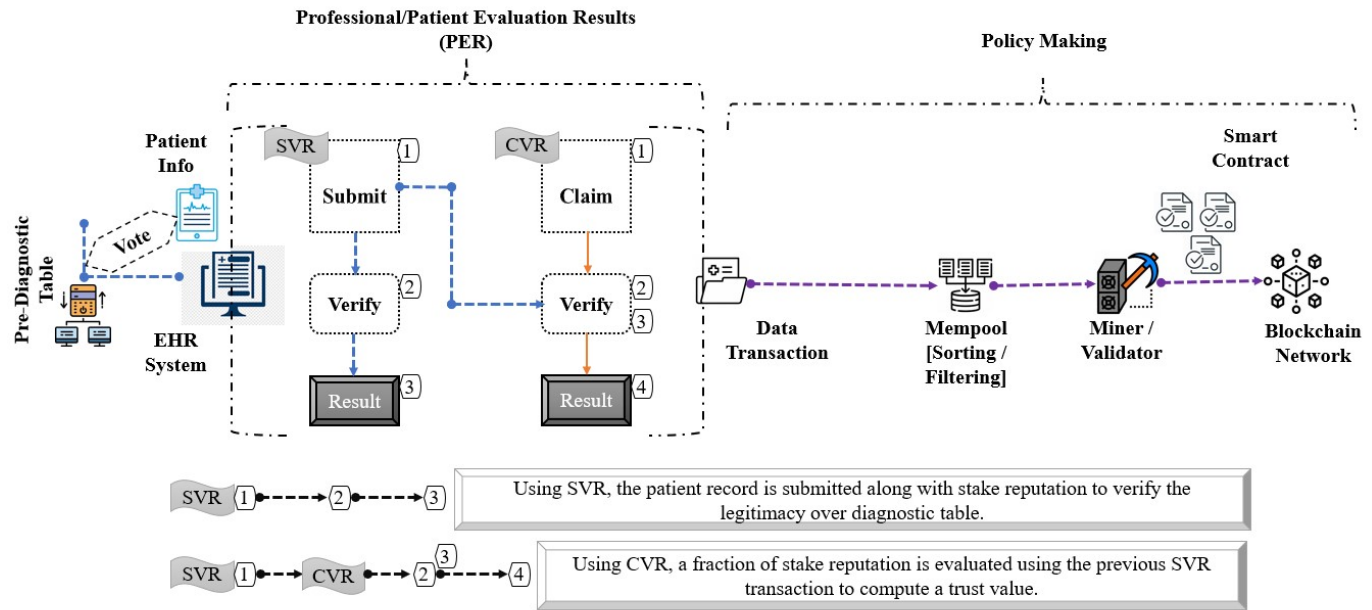 Professional/Patient Evaluation Results
(PER)
Policy Making
Pre-Diagnostic
Table
Vote
Patient
Info
EHR
System
SVR
1
Submit
Verify
2
Result
3
CVR
1
Claim
Verify
2
3
Result
4
Data
Transaction
Mempool
[Sorting /
Filtering]
Miner /
Validator
Smart
Contract
Blockchain
Network
SVR 1 2 3
Using SVR, the patient record is submitted along with stake reputation to verify the
legitimacy over diagnostic table.
SVR 1 CVR 2 3 4
Using CVR, a fraction of stake reputation is evaluated using the previous SVR
transaction to compute a trust value.